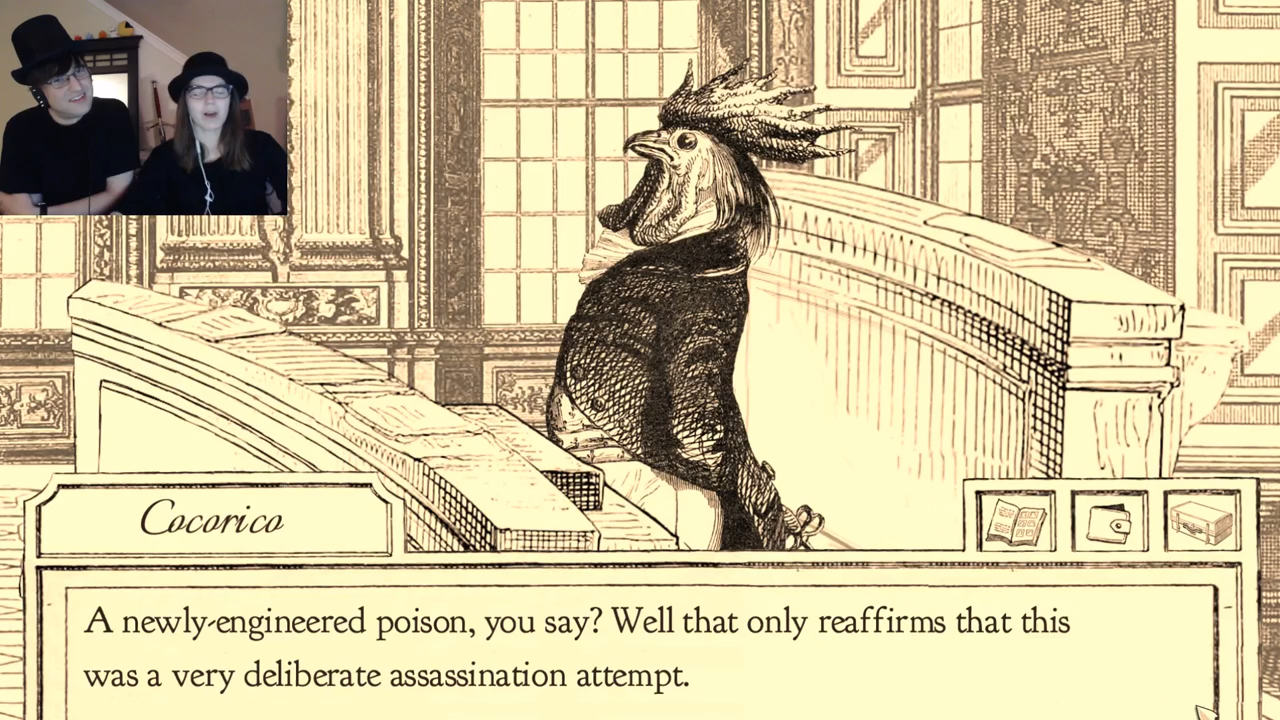 Cocorico
A newly-engineered poison, you say? Well that only reaffirms that this
was a very deliberate assassination attempt.